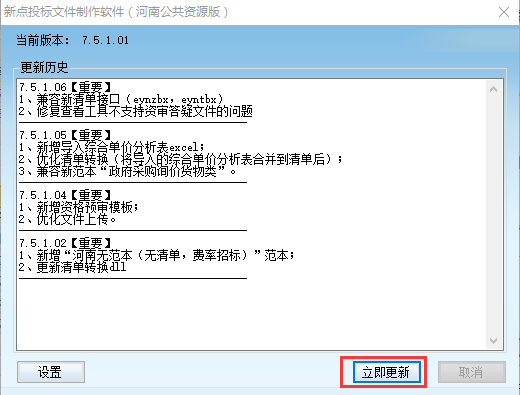 新点投标文件制作软件（河南公共资源版）
当前版本： 7.5.1.01
更新历史
7.5.1.06【重要】
1、兼容新清单接口（eynzbx，eyntbx）
2、修复查看工具不支持资审答疑文件的问题
7.5.1.05【重要】
1、新增导入综合单价分析表excel；
2、优化清单转换（将导入的综合单价分析表合并到清单后）；
3、兼容新范本“政府采购询价货物类”。
7.5.1.04【重要】
1、新增资格预审模板；
2、优化文件上传。
7.5.1.02【重要】
1、新增“河南无范本（无清单，费率招标）”范本；
2、更新清单转换dll
设置
立即更新
取消